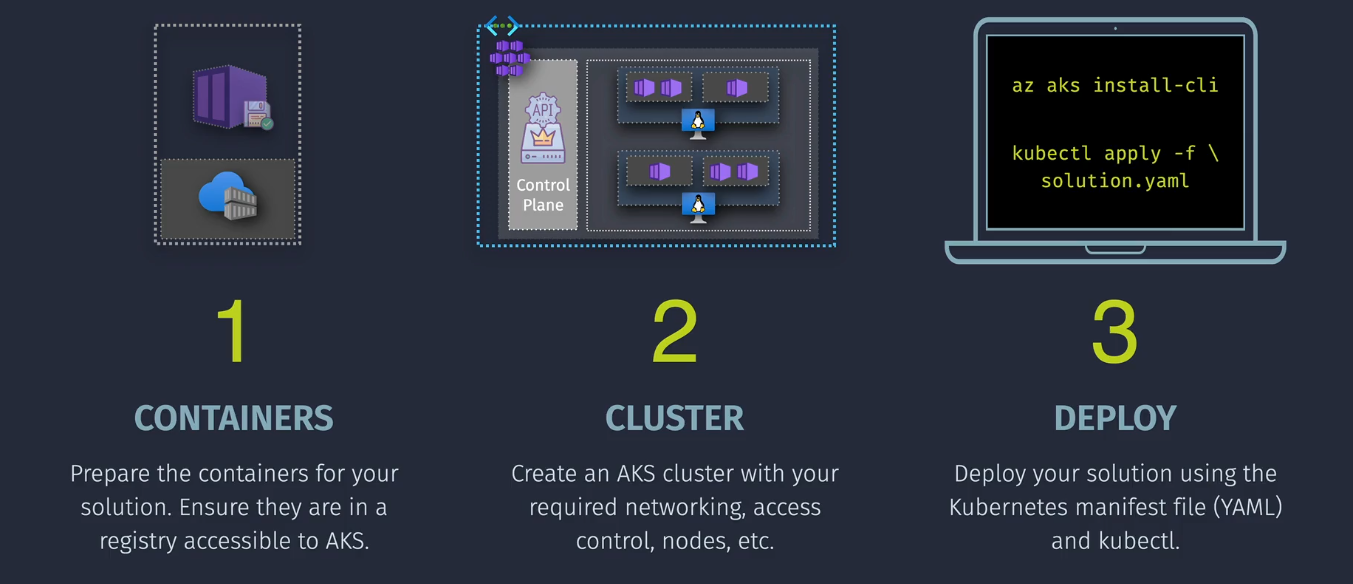 API
Control
Plane
az aks install-cli
kubectl apply -f \
solution.yaml
1
CONTAINERS
Prepare the containers for your
solution. Ensure they are in a
registry accessible to AKS.
2
CLUSTER
Create an AKS cluster with your
required networking, access
control, nodes, etc.
3
DEPLOY
Deploy your solution using the
Kubernetes manifest file (YAML)
and kubectl.